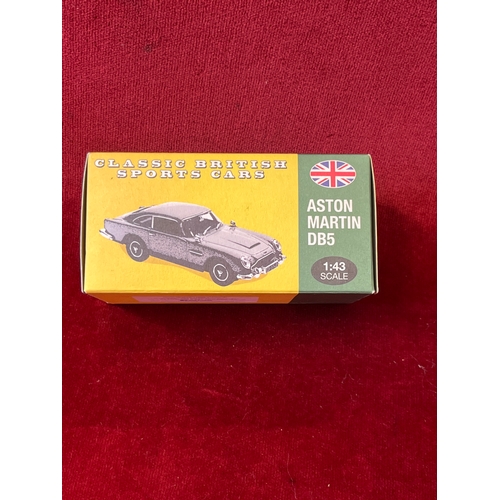 CLASSIC BRITISH
SPORTS CARS
ASTON
MARTIN
DB5
1:43
SCALE